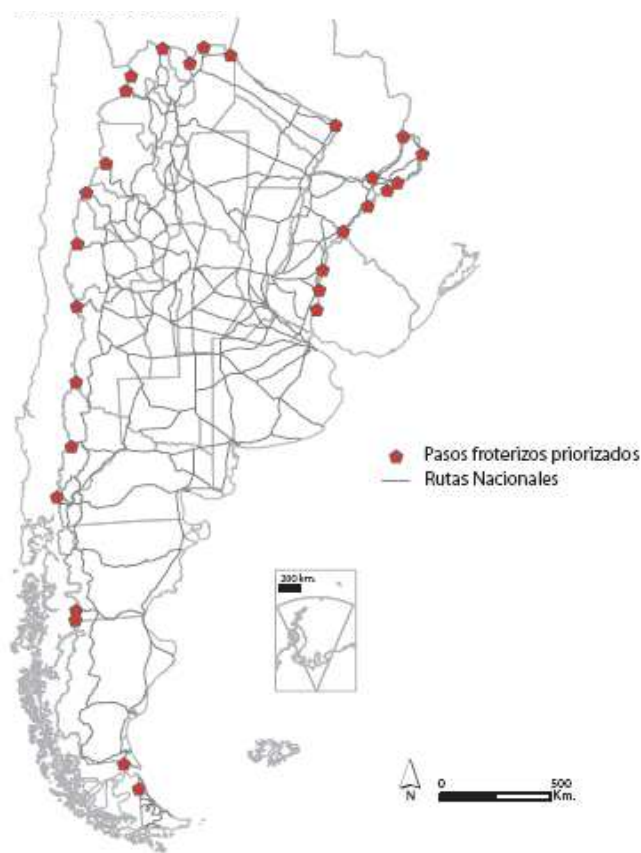 Pasos froterizos priorizados
Rutas Nacionales
200 km.
N
0 500
Km.